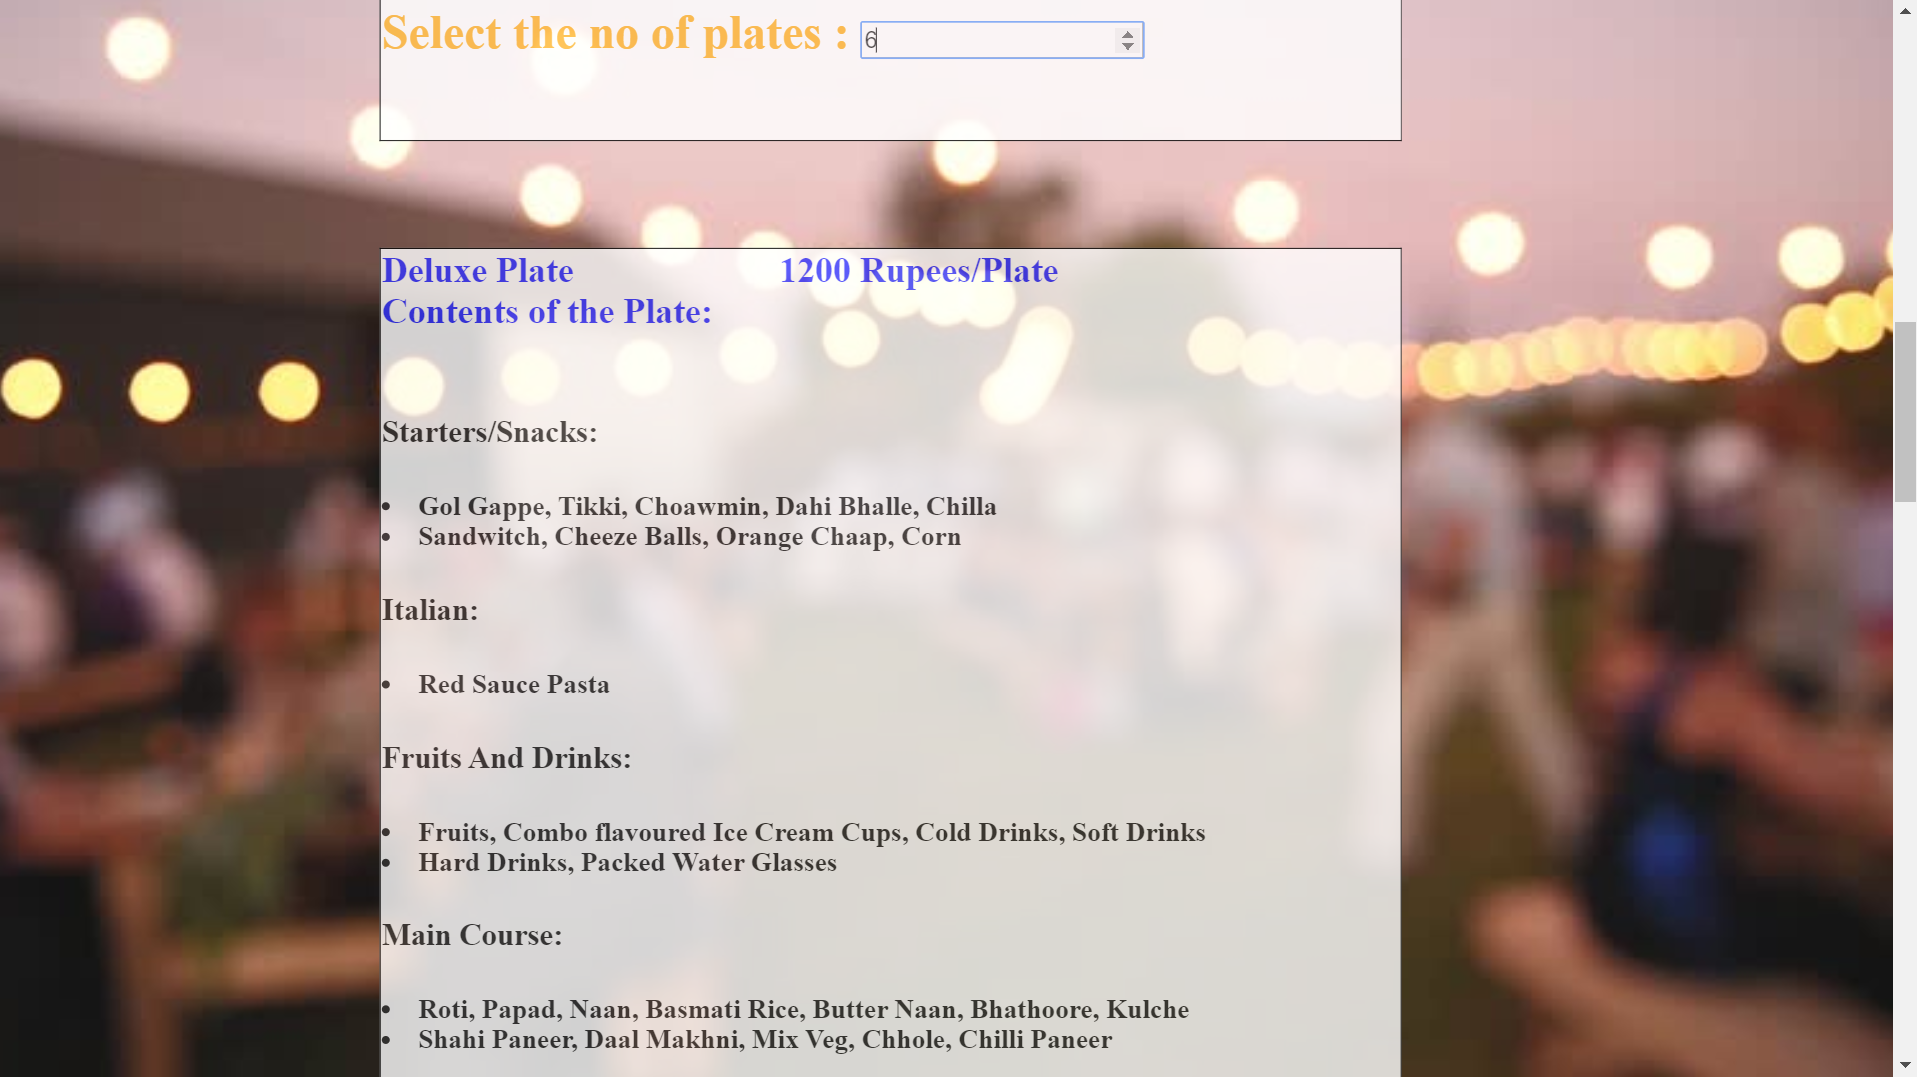 Select the no of plates : 6
Deluxe Plate 1200 Rupees/Plate
Contents of the Plate:
Starters/Snacks:
• Gol Gappe, Tikki, Choawmin, Dahi Bhalle, Chilla
• Sandwitch, Cheeze Balls, Orange Chaap, Corn
Italian:
• Red Sauce Pasta
Fruits And Drinks:
• Fruits, Combo flavoured Ice Cream Cups, Cold Drinks, Soft Drinks
• Hard Drinks, Packed Water Glasses
Main Course:
• Roti, Papad, Naan, Basmati Rice, Butter Naan, Bhathoore, Kulche
• Shahi Paneer, Daal Makhni, Mix Veg, Chhole, Chilli Paneer